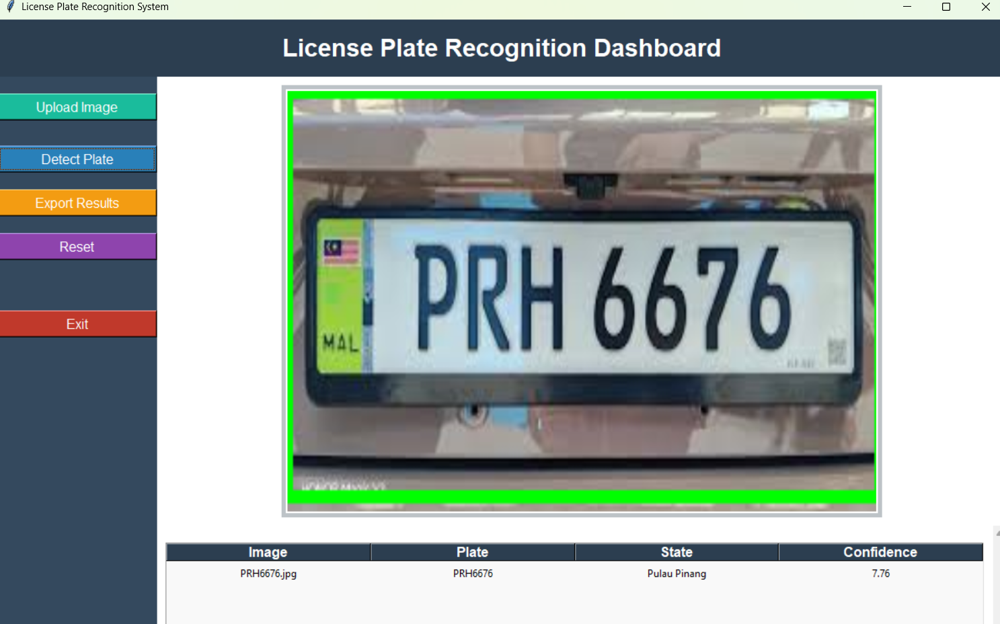 License Plate Recognition System
License Plate Recognition Dashboard
Upload Image
Detect Plate
Export Results
Reset
Exit
MAL
PRH 6676
Image Plate State Confidence
PRH6676.jpg PRH6676 Pulau Pinang 7.76